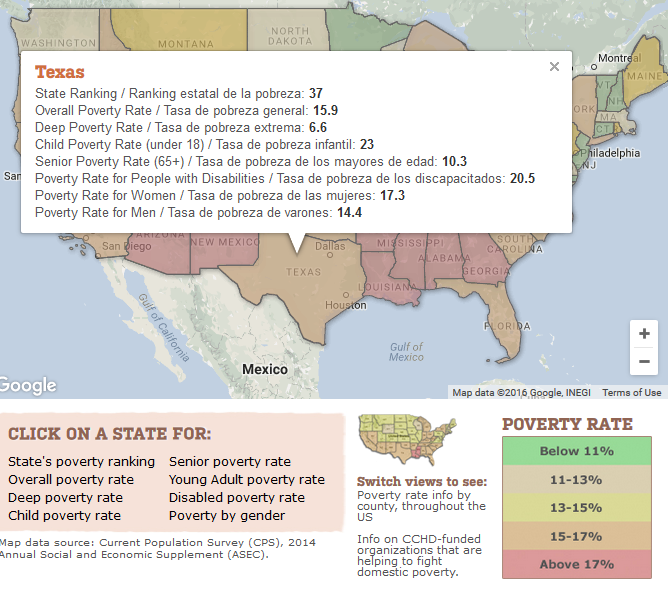 WASHINGTON
MONTANA
NORTH
DAKOTA
Montreal
MAINE
VT
NH
ORK
MA
CT
Philadelphia
NJ
San
Texas
State Ranking / Ranking estatal de la pobreza: 37
Overall Poverty Rate / Tasa de pobreza general: 15.9
Deep Poverty Rate / Tasa de pobreza extrema: 6.6
Child Poverty Rate (under 18) / Tasa de pobreza infantil: 23
Senior Poverty Rate (65+) / Tasa de pobreza de los mayores de edad: 10.3
Poverty Rate for People with Disabilities / Tasa de pobreza de los discapacitados: 20.5
Poverty Rate for Women / Tasa de pobreza de las mujeres: 17.3
Poverty Rate for Men / Tasa de pobreza de varones: 14.4
ARIZONA
San Diego
NEW MEXICO
Dallas
MISSISSIPPI
SOUTH
CAROLINA
ALABAMA
TEXAS
GEORGIA
LOUISIANA
Houston
Gulf of
California
FLORIDA
Gulf of
Mexico
Mexico
Google
Map data ©2016 Google, INEGI Terms of Use
CLICK ON A STATE FOR:
State's poverty ranking Senior poverty rate
Overall poverty rate Young Adult poverty rate
Deep poverty rate Disabled poverty rate
Child poverty rate Poverty by gender
Map data source: Current Population Survey (CPS), 2014
Annual Social and Economic Supplement (ASEC).
Switch views to see:
Poverty rate info by
county, throughout the
US
Info on CCHD-funded
organizations that are
helping to fight
domestic poverty.
POVERTY RATE
Below 11%
11-13%
13-15%
15-17%
Above 17%